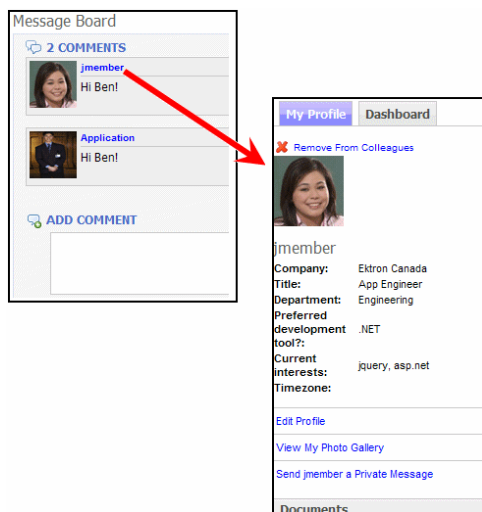 Message Board
2 COMMENTS
jmember
Hi Ben!
Application
Hi Ben!
ADD COMMENT
My Profile Dashboard
Remove From Colleagues
jmember
Company: Ektron Canada
Title: App Engineer
Department: Engineering
Preferred
development .NET
tool?:
Current
interests: jquery, asp.net
Timezone:
Edit Profile
View My Photo Gallery
Send jmember a Private Message
Documents